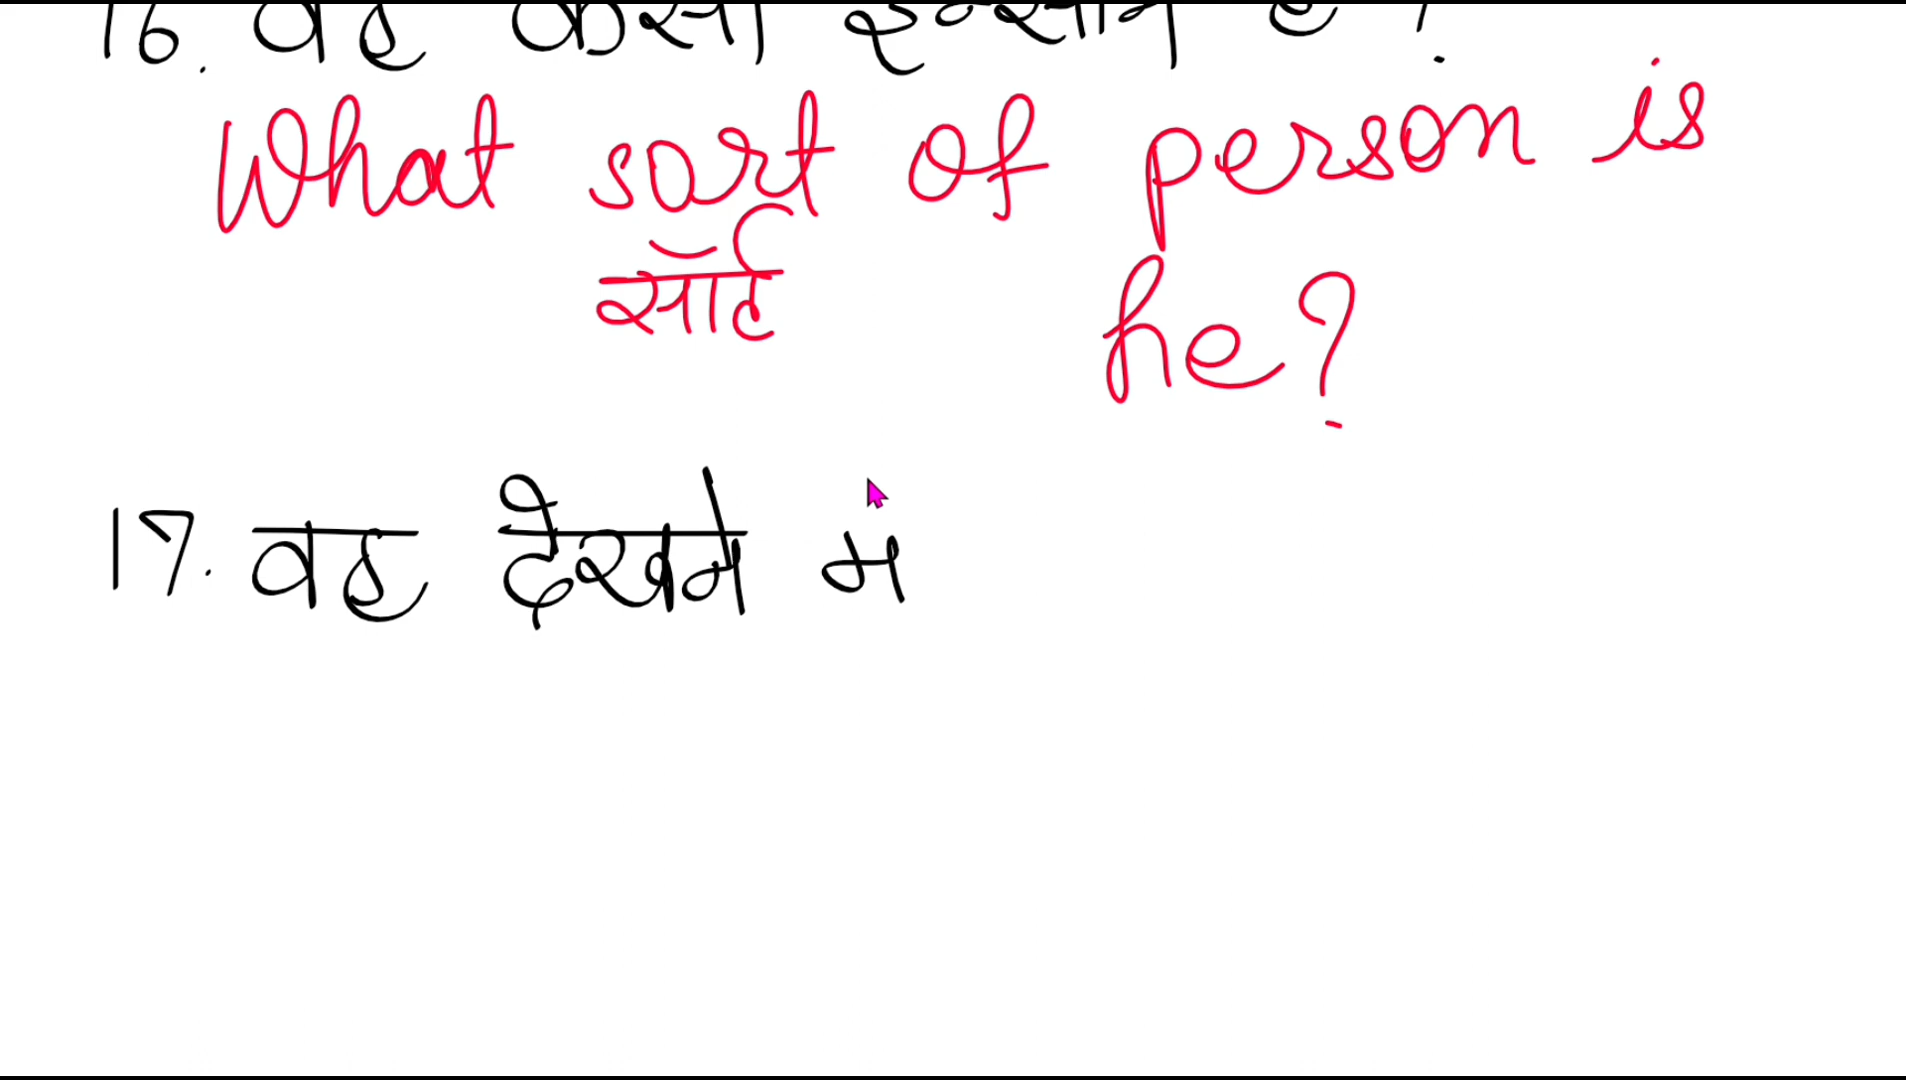 16. वह कैसा इन्सान है ?
What sort of person is
सॉर्ट
he?
17. वह देखने में